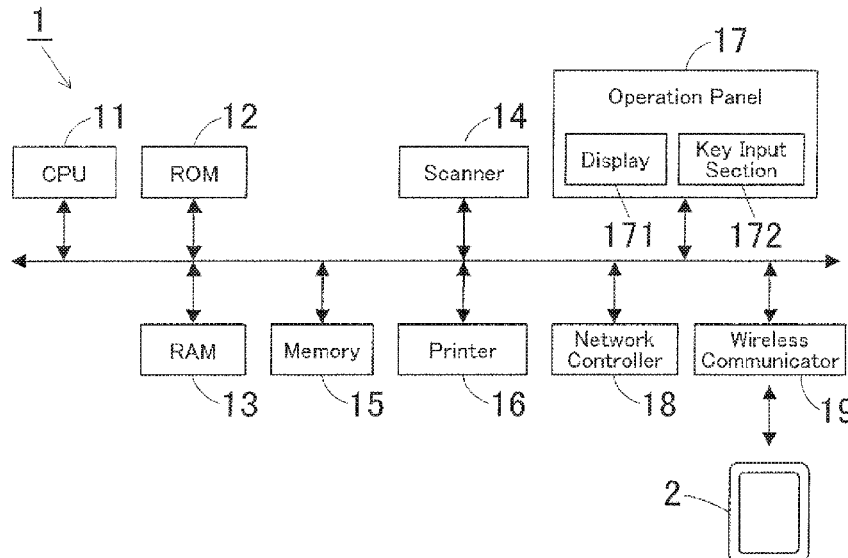 1
17
11
12
14
Operation Panel
CPU
ROM
Scanner
Display
Key Input
Section
171
172
RAM
Memory
Printer
Network
Controller
Wireless
Communicator
13
15
16
18
19
2